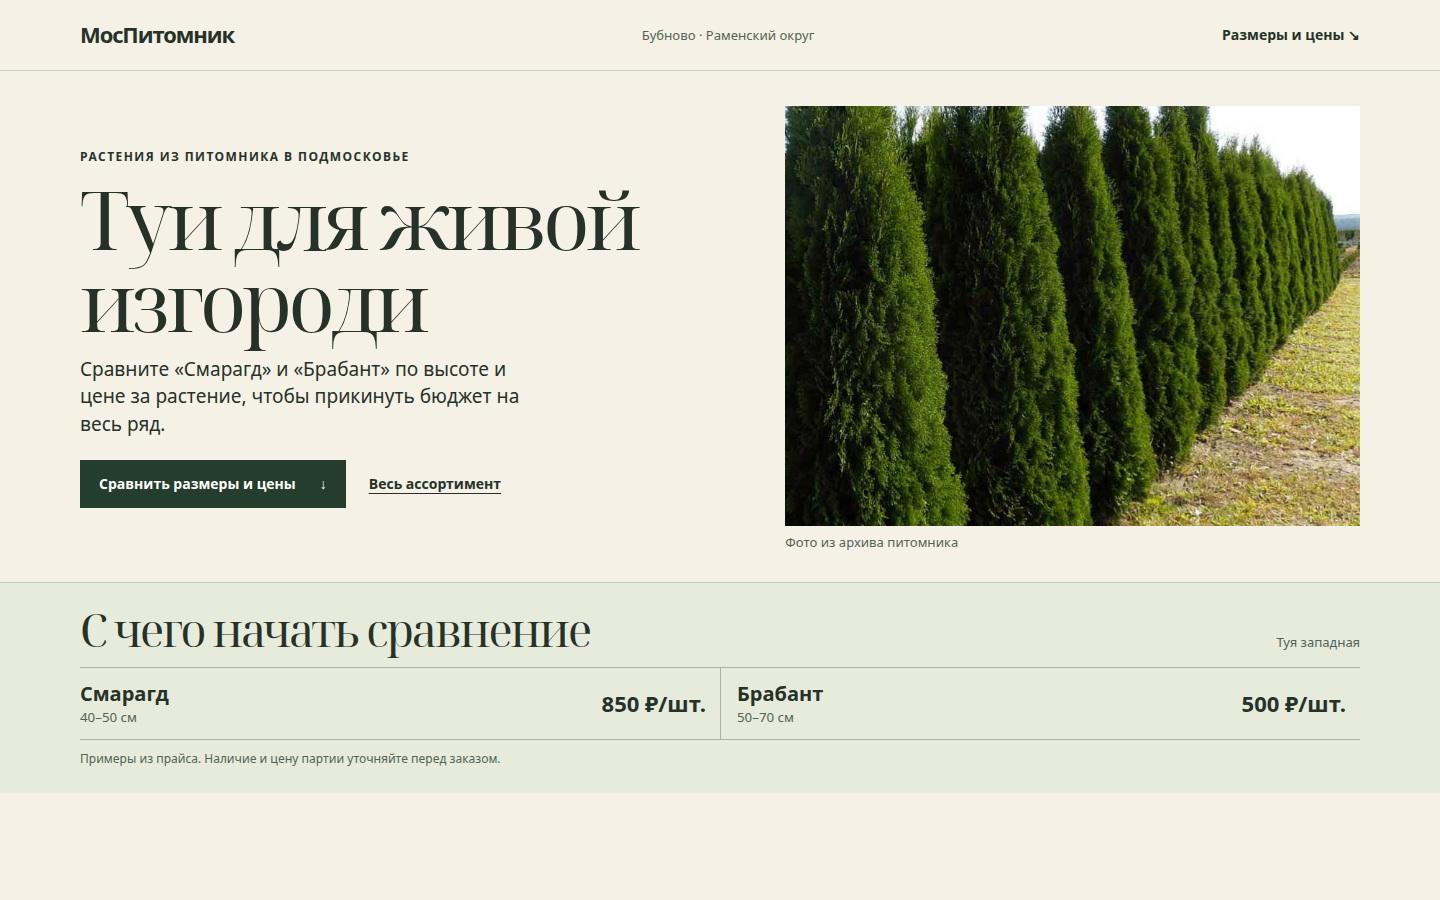 МосПитомник
Бубново · Раменский округ
Размеры и цены ↘
РАСТЕНИЯ ИЗ ПИТОМНИКА В ПОДМОСКОВЬЕ
Туи для живой
изгороди
Сравните «Смарагд» и «Брабант» по высоте и
цене за растение, чтобы прикинуть бюджет на
весь ряд.
Сравнить размеры и цены ↓
Весь ассортимент
Фото из архива питомника
С чего начать сравнение
Туя западная
Смарагд
40–50 см
850 ₽/шт.
Брабант
50–70 см
500 ₽/шт.
Примеры из прайса. Наличие и цену партии уточняйте перед заказом.